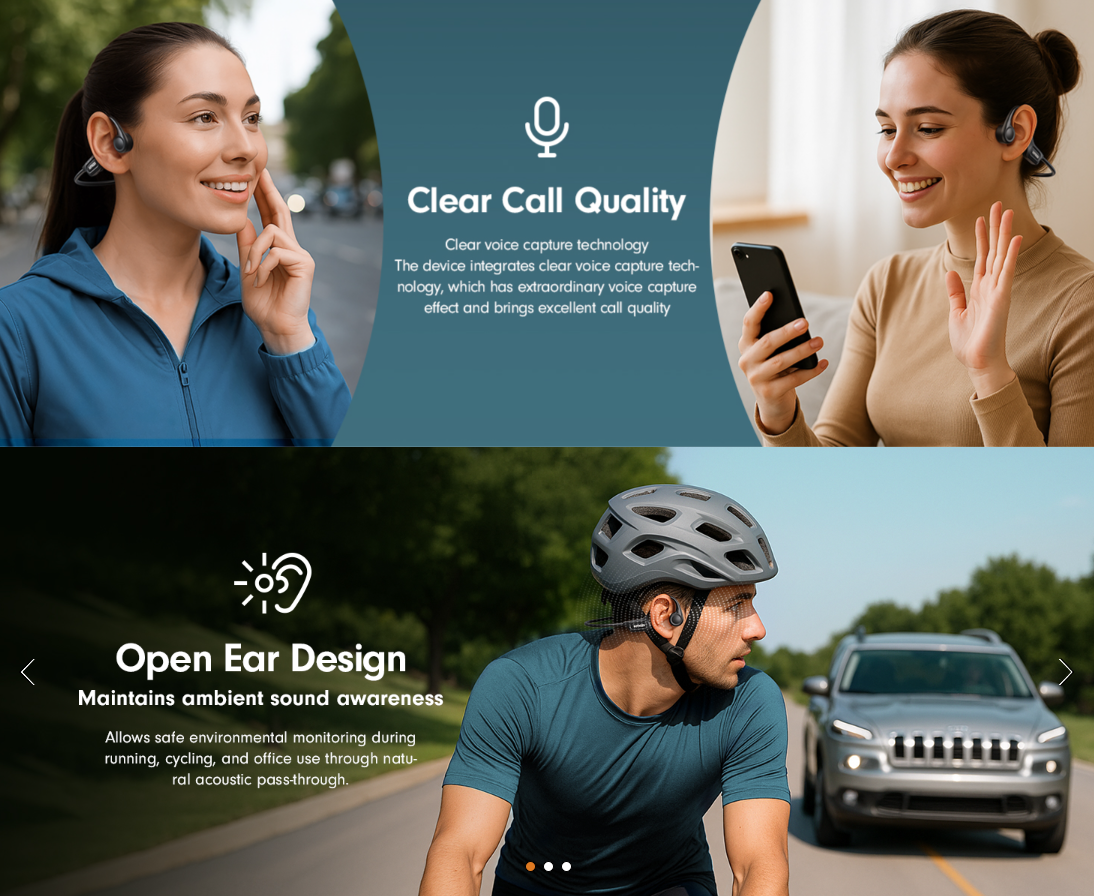 Clear Call Quality
Clear voice capture technology
The device integrates clear voice capture tech-
nology, which has extraordinary voice capture
effect and brings excellent call quality
Open Ear Design
Maintains ambient sound awareness
Allows safe environmental monitoring during
running, cycling, and office use through natu-
ral acoustic pass-through.